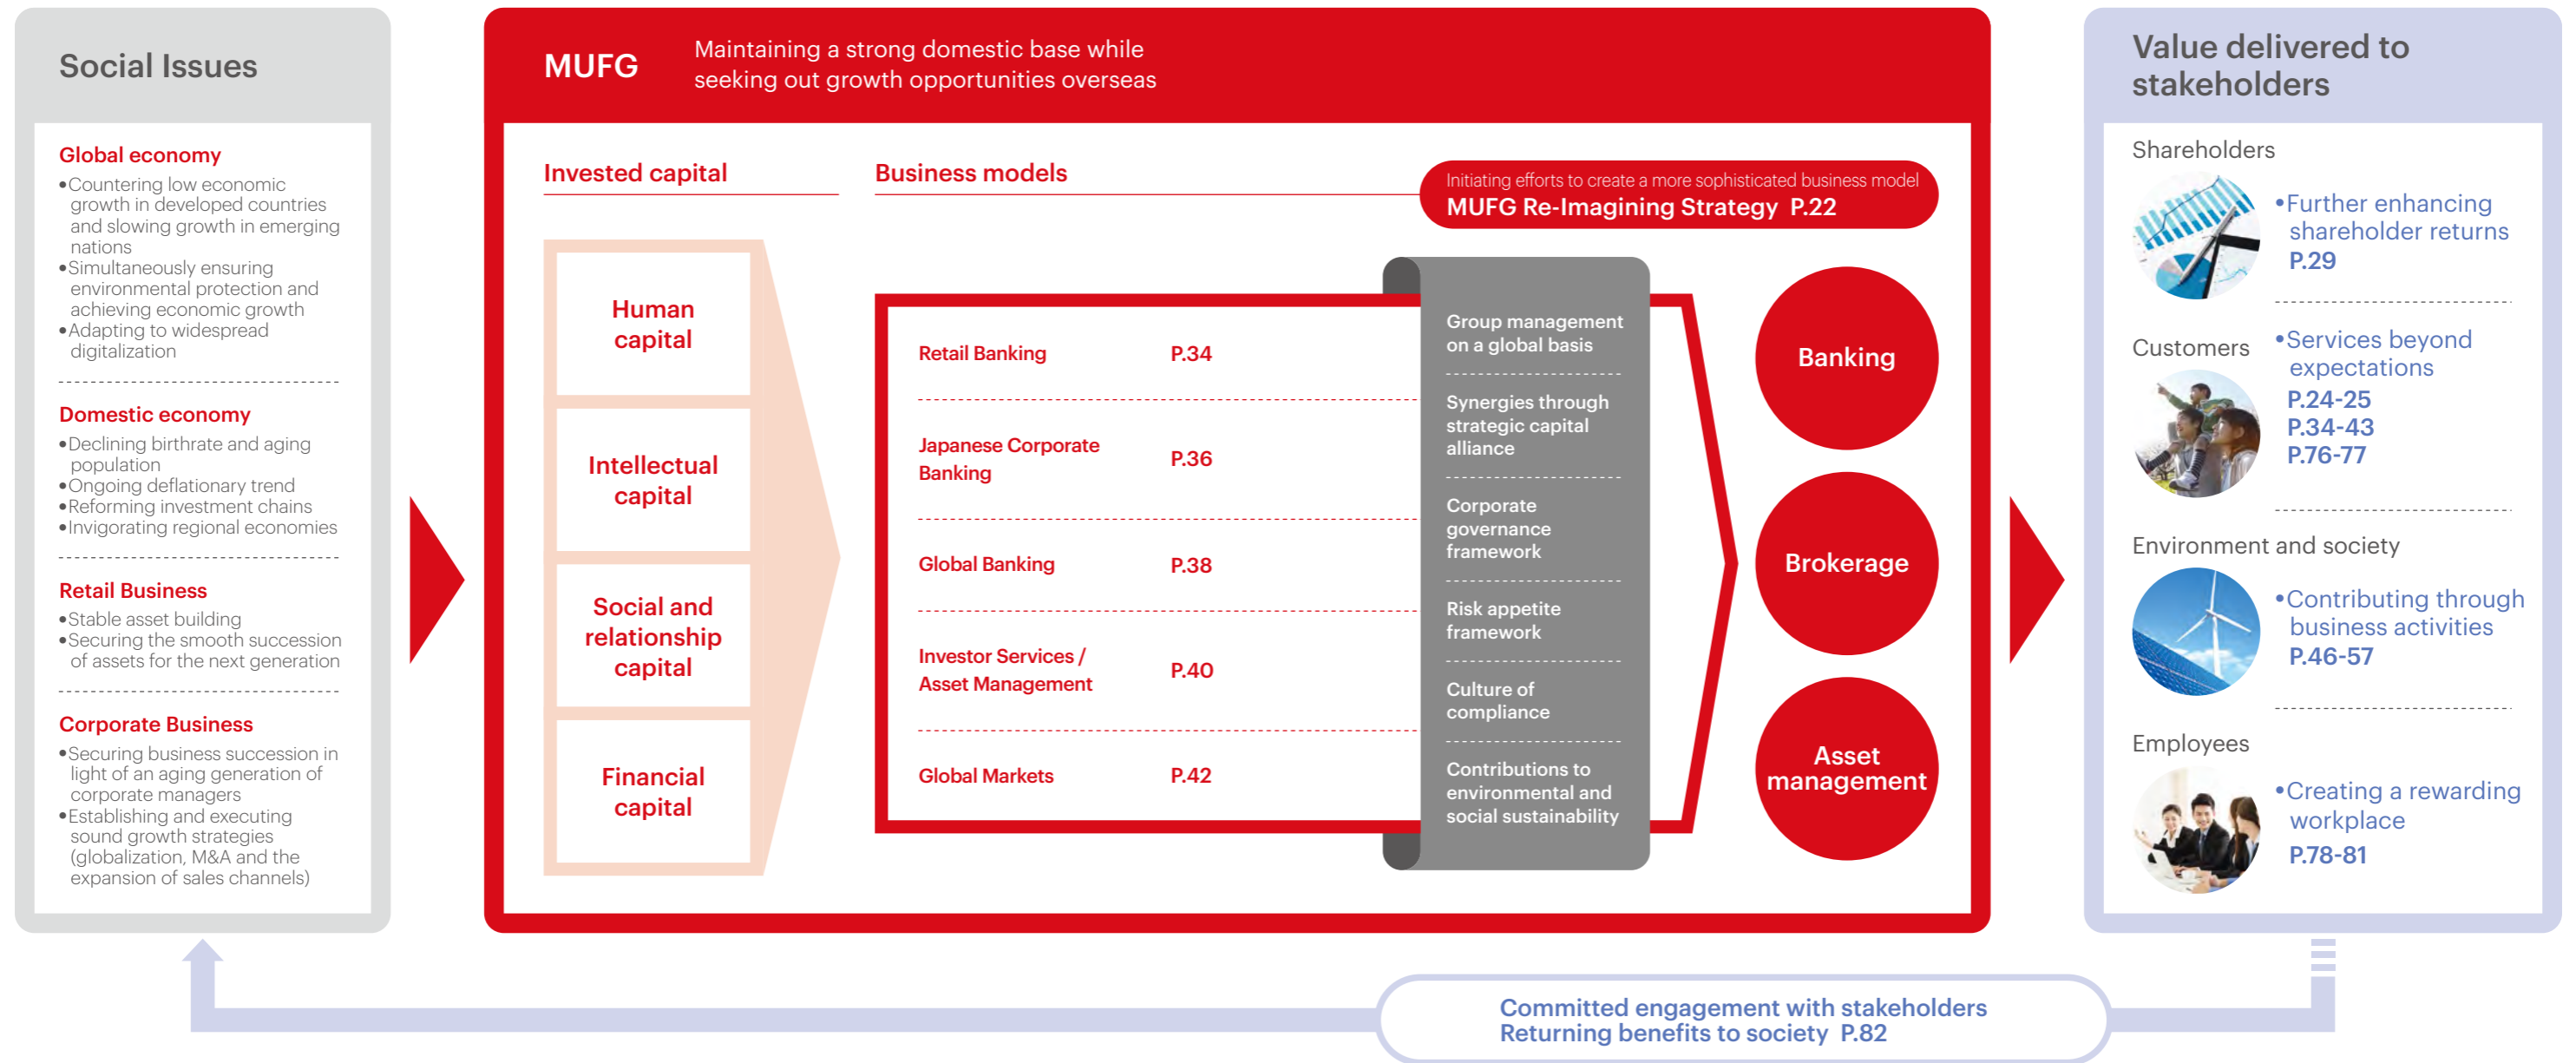 Social Issues
Global economy
•Countering low economic
growth in developed countries
and slowing growth in emerging
nations
•Simultaneously ensuring
environmental protection and
achieving economic growth
•Adapting to widespread
digitalization
Domestic economy
•Declining birthrate and aging
population
•Ongoing deflationary trend
•Reforming investment chains
•Invigorating regional economies
Retail Business
•Stable asset building
•Securing the smooth succession
of assets for the next generation
Corporate Business
•Securing business succession in
light of an aging generation of
corporate managers
•Establishing and executing
sound growth strategies
(globalization, M&A and the
expansion of sales channels)
MUFG
Maintaining a strong domestic base while
seeking out growth opportunities overseas
Invested capital
Human
capital
Intellectual
capital
Social and
relationship
capital
Financial
capital
Business models
Initiating efforts to create a more sophisticated business model
MUFG Re-Imagining Strategy P.22
Retail Banking P.34
Japanese Corporate
Banking P.36
Global Banking P.38
Investor Services /
Asset Management P.40
Global Markets P.42
Group management
on a global basis
Synergies through
strategic capital
alliance
Corporate
governance
framework
Risk appetite
framework
Culture of
compliance
Contributions to
environmental and
social sustainability
Banking
Brokerage
Asset
management
Value delivered to
stakeholders
Shareholders
•Further enhancing
shareholder returns
P.29
Customers
•Services beyond
expectations
P.24-25
P.34-43
P.76-77
Environment and society
•Contributing through
business activities
P.46-57
Employees
•Creating a rewarding
workplace
P.78-81
Committed engagement with stakeholders
Returning benefits to society P.82